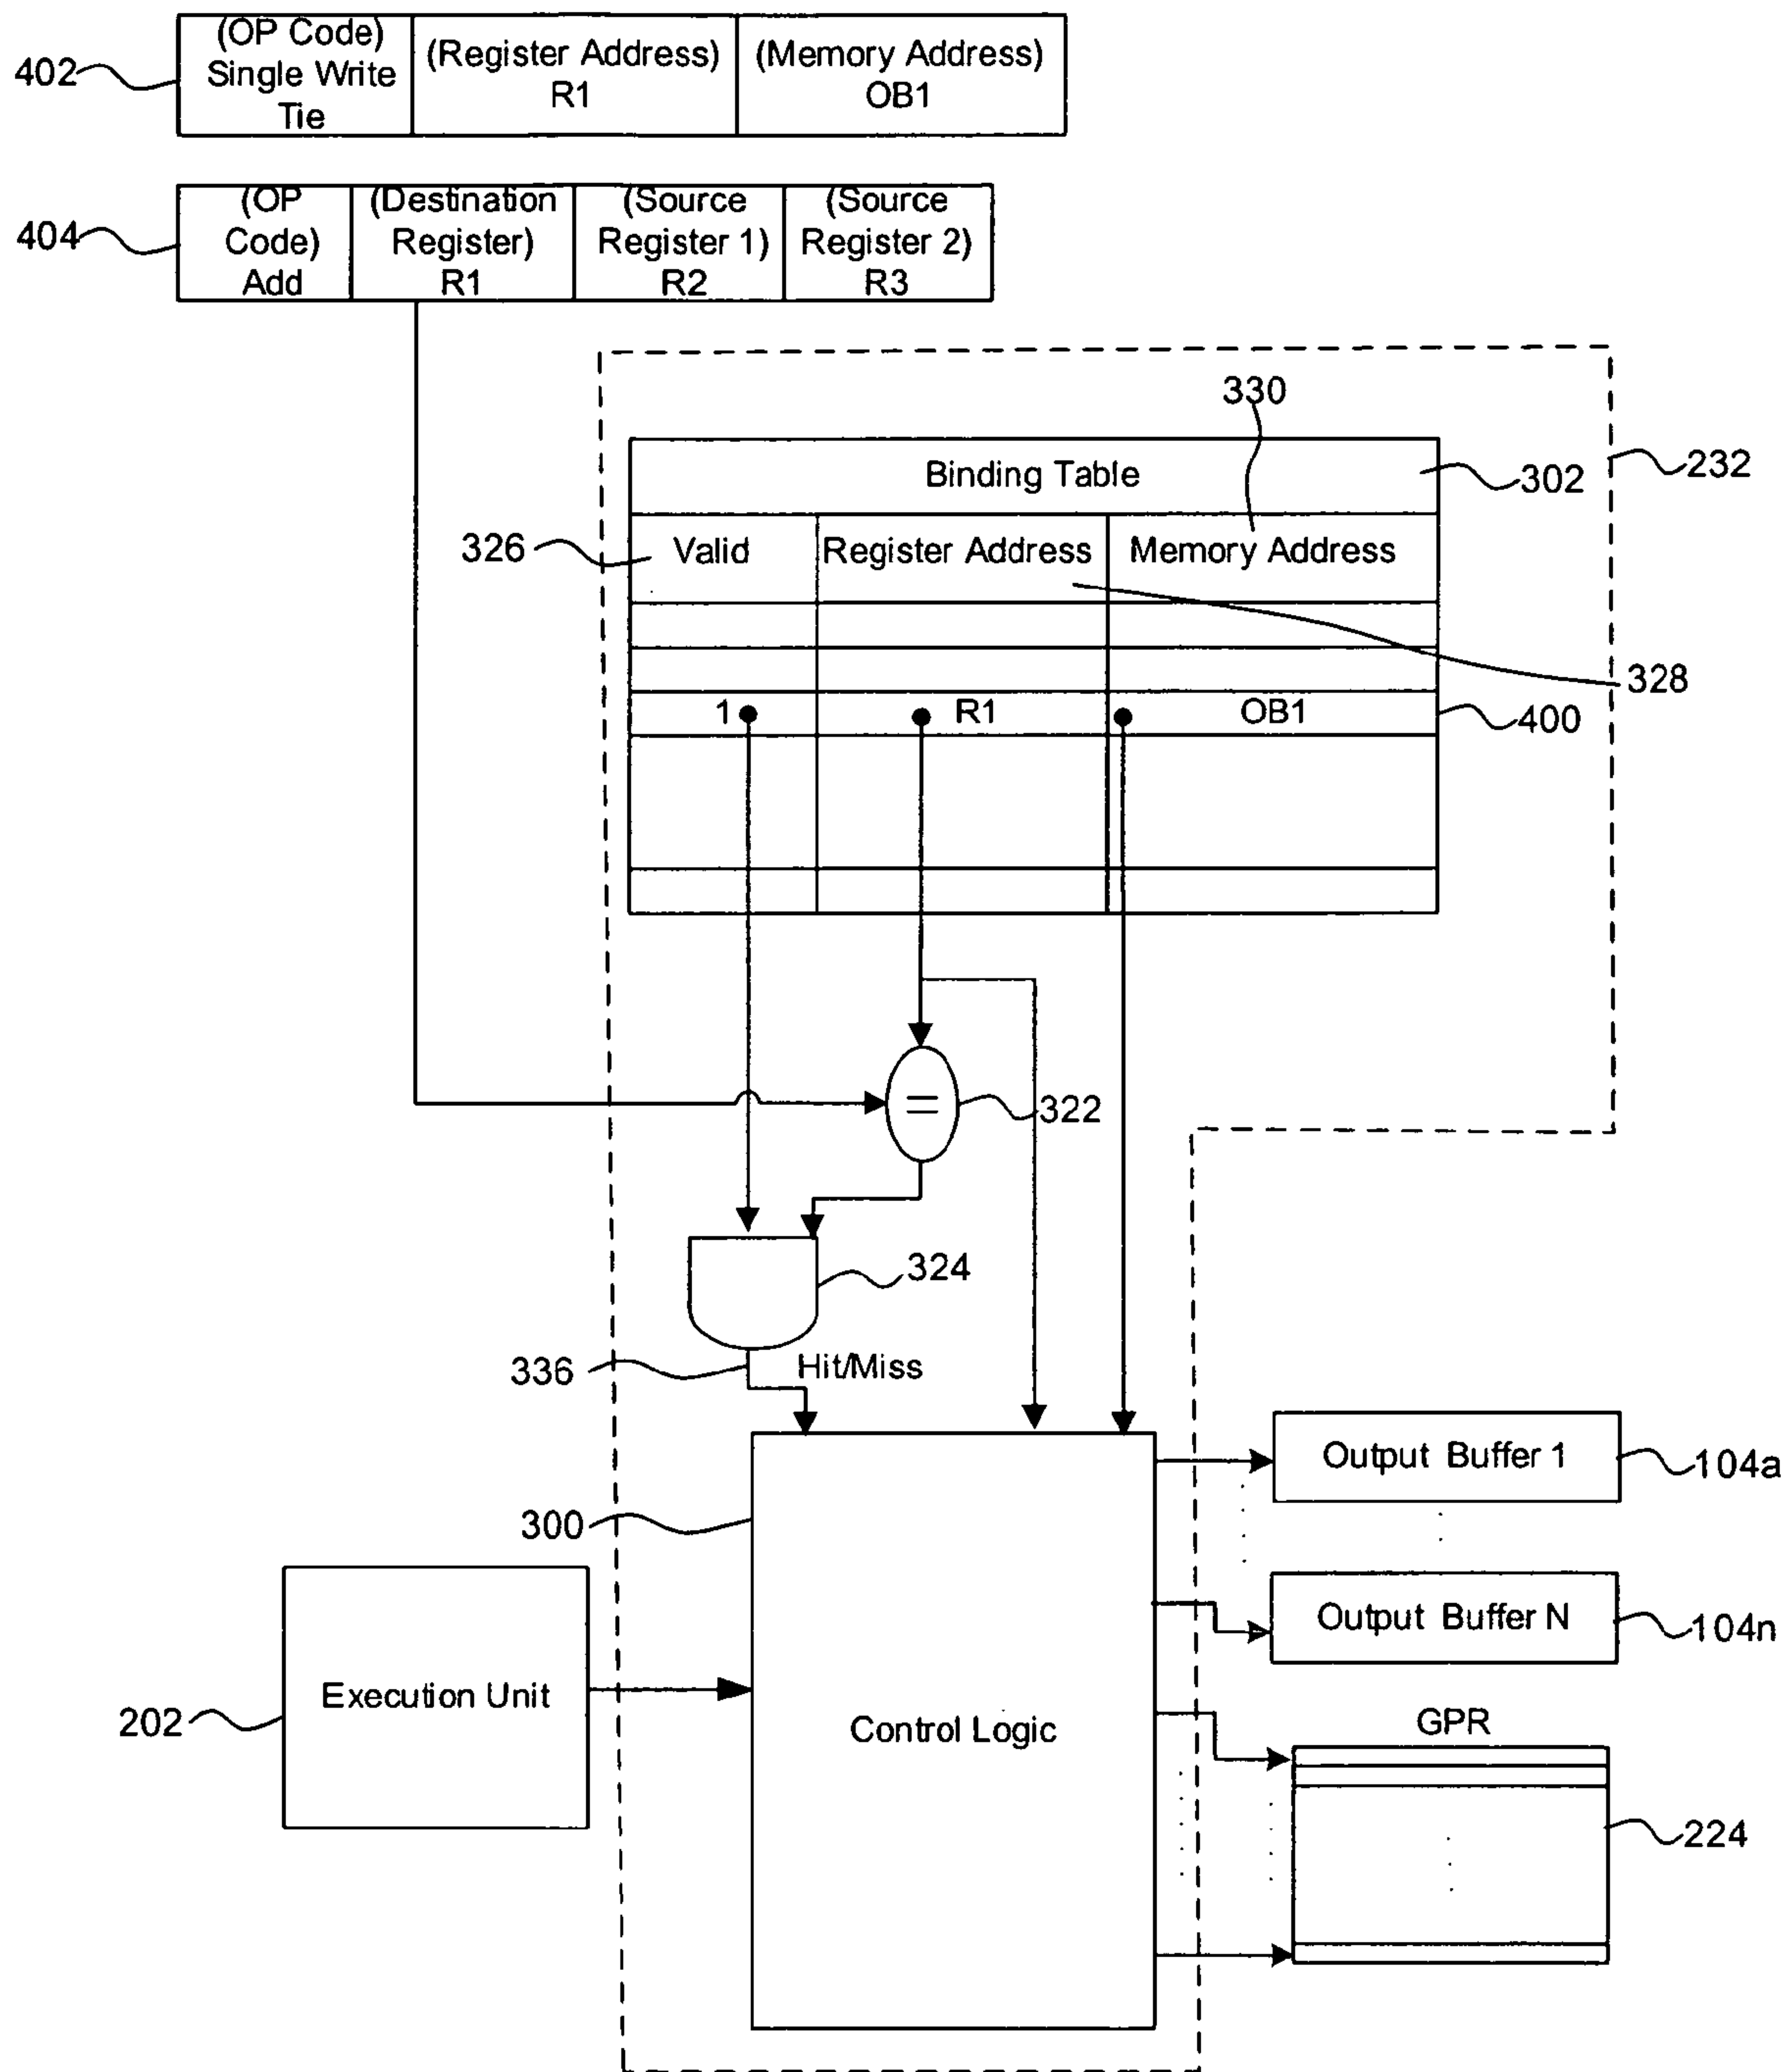 402
(OP Code)
Single Write
Tie
(Register Address)
R1
(Memory Address)
OB1
404
(OP
Code)
Add
(Destination
Register)
R1
(Source
Register 1)
R2
(Source
Register 2)
R3
330
Binding Table
302
232
326
Valid
Register Address
Memory Address
328
1
R1
OB1
400
=
322
324
336
Hit/Miss
300
Output Buffer 1
104a
Output Buffer N
104n
Execution Unit
202
Control Logic
GPR
224